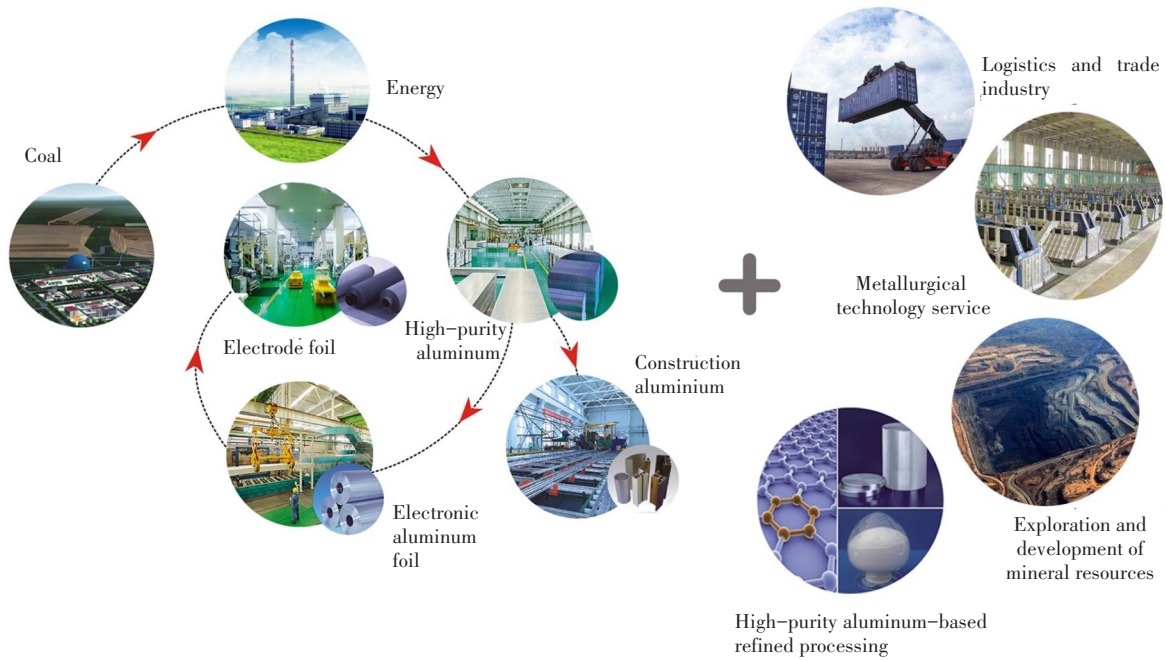 Coal
Energy
Electrode foil
High-purity
aluminum
Construction
aluminium
Electronic
aluminum
foil
Logistics and trade
industry
Metallurgical
technology service
Exploration and
development of
mineral resources
High-purity aluminum-based
refined processing